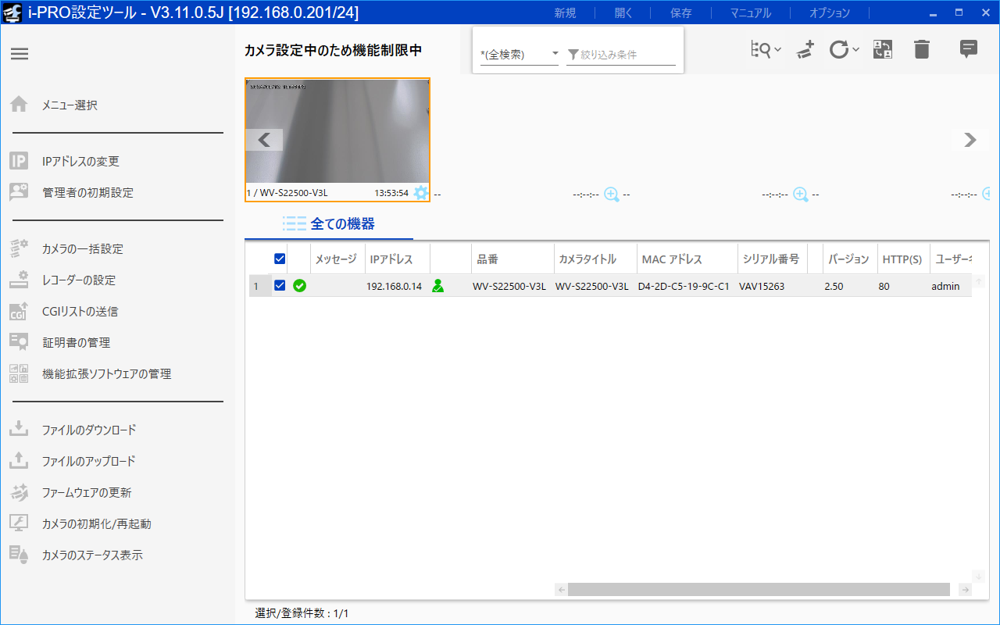 i-PRO設定ツール - V3.11.0.5J [192.168.0.201/24]
新規 開く 保存 マニュアル オプション
カメラ設定中のため機能制限中
*(全検索) 絞り込み条件
メニュー選択
IPアドレスの変更
管理者の初期設定
カメラの一括設定
レコーダーの設定
CGIリストの送信
証明書の管理
機能拡張ソフトウェアの管理
ファイルのダウンロード
ファイルのアップロード
ファームウェアの更新
カメラの初期化/再起動
カメラのステータス表示
1 / WV-S22500-V3L 13:53:54 -- --:--:-- -- --:--:-- -- --:--:--
全ての機器
メッセージ IPアドレス 品番 カメラタイトル MAC アドレス シリアル番号 バージョン HTTP(S) ユーザー
1 192.168.0.14 WV-S22500-V3L WV-S22500-V3L D4-2D-C5-19-9C-C1 VAV15263 2.50 80 admin
選択/登録件数 : 1/1